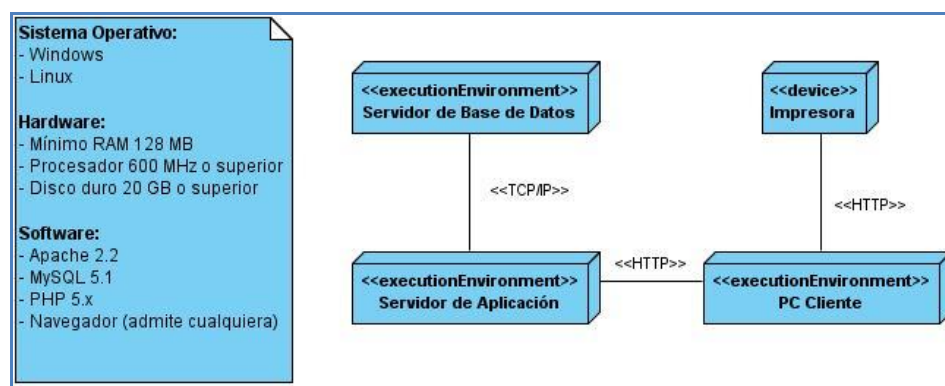 Sistema Operativo:
- Windows
- Linux
Hardware:
- Mínimo RAM 128 MB
- Procesador 600 MHz o superior
- Disco duro 20 GB o superior
Software:
- Apache 2.2
- MySQL 5.1
- PHP 5.x
- Navegador (admite cualquiera)
<<executionEnvironment>>
Servidor de Base de Datos
<<device>>
Impresora
<<TCP/IP>>
<<HTTP>>
<<HTTP>>
<<executionEnvironment>>
Servidor de Aplicación
<<executionEnvironment>>
PC Cliente